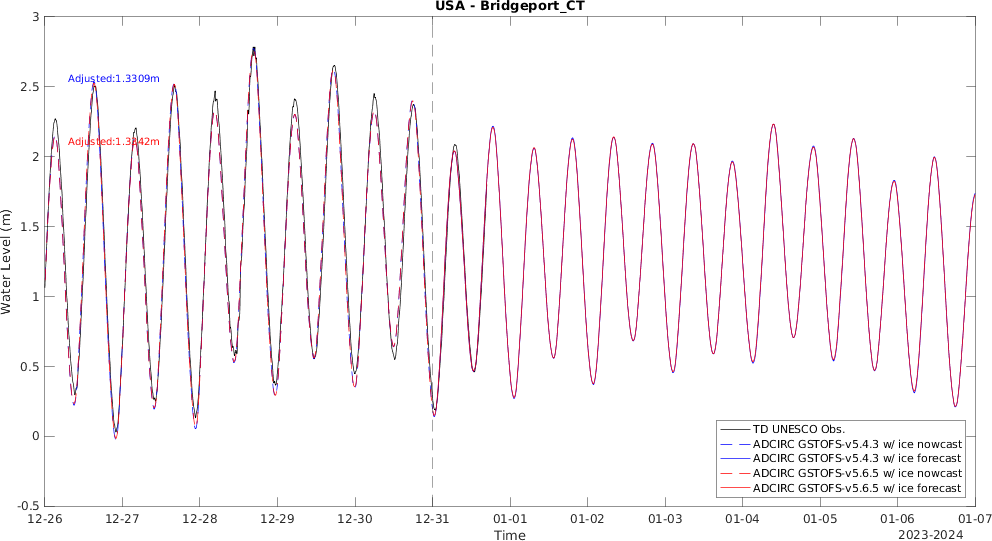 USA - Bridgeport_CT
3
2.5
2
1.5
1
0.5
0
-0.5
Water Level (m)
Adjusted:1.3309m
Adjusted:1.3442m
TD UNESCO Obs.
ADCIRC GSTOFS-v5.4.3 w/ ice nowcast
ADCIRC GSTOFS-v5.4.3 w/ ice forecast
ADCIRC GSTOFS-v5.6.5 w/ ice nowcast
ADCIRC GSTOFS-v5.6.5 w/ ice forecast
12-26 12-27 12-28 12-29 12-30 12-31 01-01 01-02 01-03 01-04 01-05 01-06 01-07
Time
2023-2024